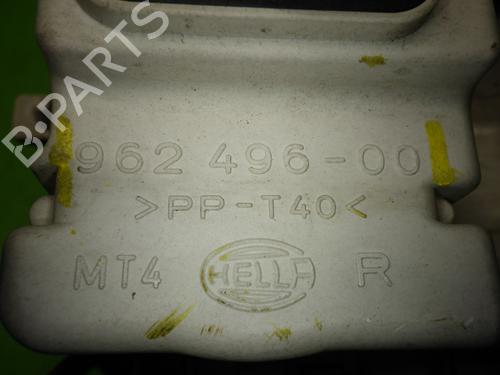 B-PARTS
962 496-00
>PP-T40<
MT4 HELLA R